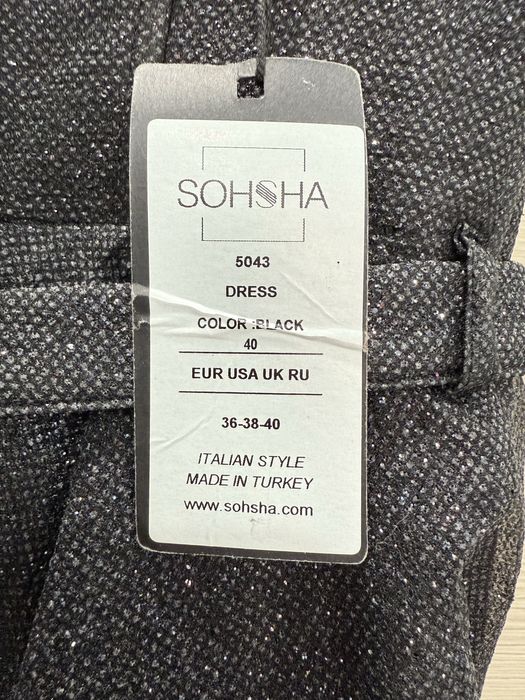 SOHSHA
5043
DRESS
COLOR :BLACK
40
EUR USA UK RU
36-38-40
ITALIAN STYLE
MADE IN TURKEY
www.sohsha.com